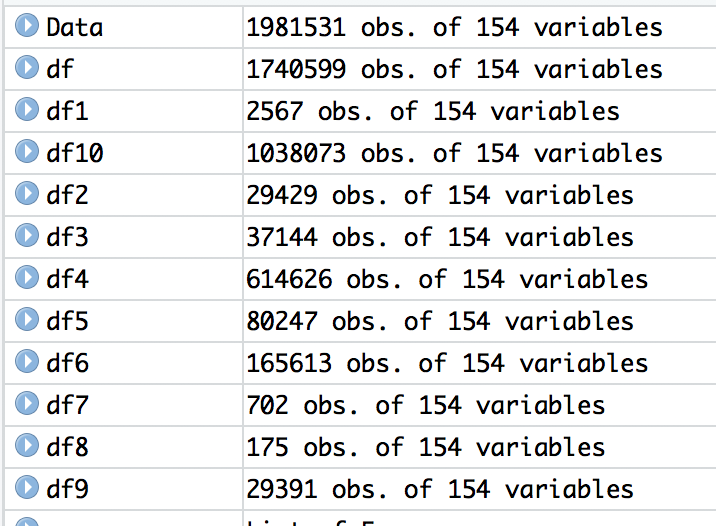 Data 1981531 obs. of 154 variables
df 1740599 obs. of 154 variables
df1 2567 obs. of 154 variables
df10 1038073 obs. of 154 variables
df2 29429 obs. of 154 variables
df3 37144 obs. of 154 variables
df4 614626 obs. of 154 variables
df5 80247 obs. of 154 variables
df6 165613 obs. of 154 variables
df7 702 obs. of 154 variables
df8 175 obs. of 154 variables
df9 29391 obs. of 154 variables